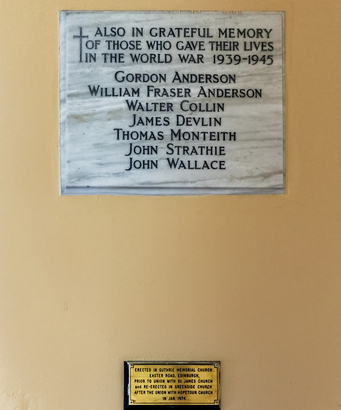 ALSO IN GRATEFUL MEMORY
OF THOSE WHO GAVE THEIR LIVES
IN THE WORLD WAR 1939-1945
GORDON ANDERSON
WILLIAM FRASER ANDERSON
WALTER COLLIN
JAMES DEVLIN
THOMAS MONTEITH
JOHN STRATHIE
JOHN WALLACE
ERECTED IN GUTHRIE MEMORIAL CHURCH
EASTER ROAD, EDINBURGH,
PRIOR TO UNION WITH St JAMES CHURCH
and RE-ERECTED IN GREENSIDE CHURCH
AFTER THE UNION WITH HOPETOUN CHURCH
IN JAN.